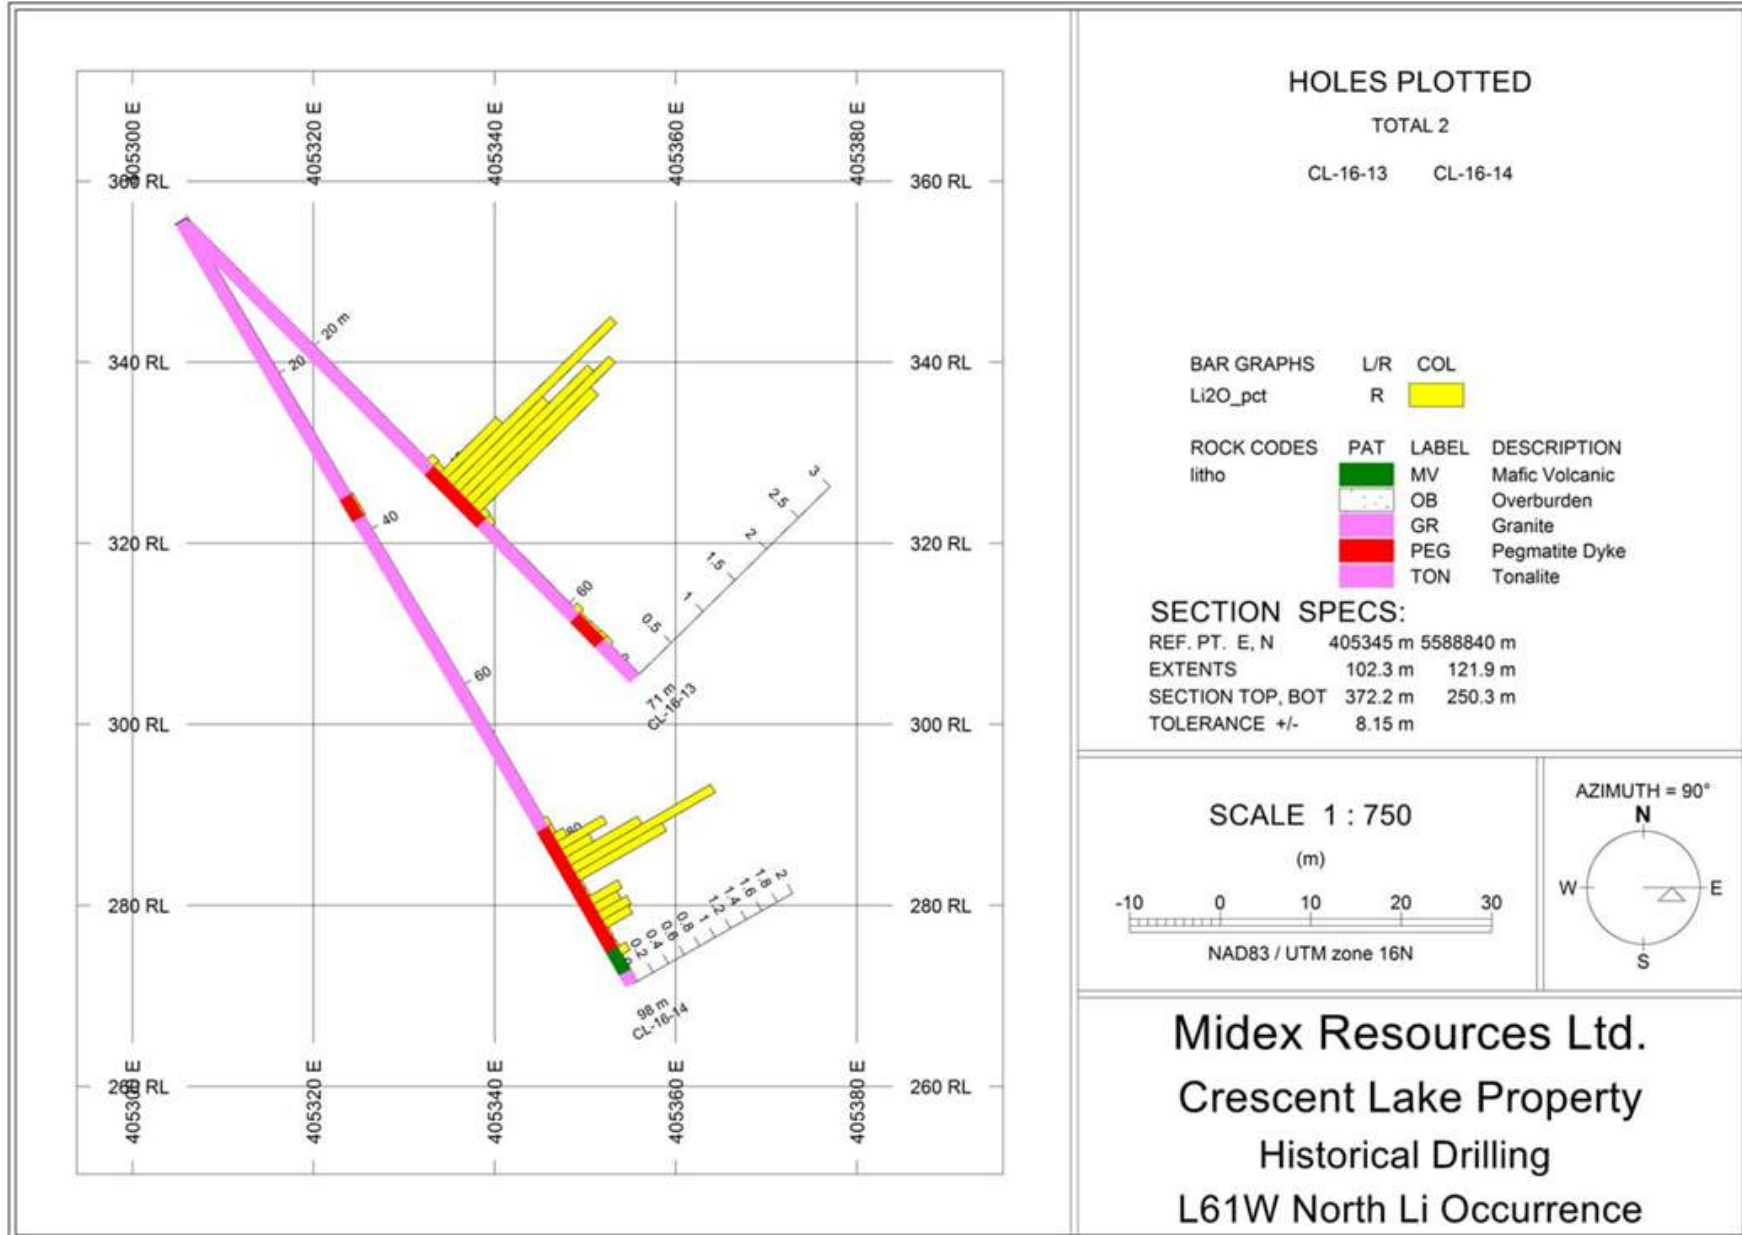 405300 E
405320 E
405340 E
405360 E
405380 E
360 RL
360 RL
340 RL
340 RL
320 RL
320 RL
300 RL
300 RL
280 RL
280 RL
260 RL
260 RL
20 m
20
40
60
60
80
3
2.5
2
1.5
1
0.5
0
71 m
CL-16-13
2
1.8
1.6
1.4
1.2
1
0.8
0.6
0.4
0.2
98 m
CL-16-14
405300 E
405320 E
405340 E
405360 E
405380 E
HOLES PLOTTED
TOTAL 2
CL-16-13 CL-16-14
BAR GRAPHS L/R COL
Li2O_pct R
ROCK CODES PAT LABEL DESCRIPTION
litho MV Mafic Volcanic
OB Overburden
GR Granite
PEG Pegmatite Dyke
TON Tonalite
SECTION SPECS:
REF. PT. E, N 405345 m 5588840 m
EXTENTS 102.3 m 121.9 m
SECTION TOP, BOT 372.2 m 250.3 m
TOLERANCE +/- 8.15 m
SCALE 1 : 750
(m)
-10 0 10 20 30
NAD83 / UTM zone 16N
AZIMUTH = 90°
N
W E
S
Midex Resources Ltd.
Crescent Lake Property
Historical Drilling
L61W North Li Occurrence